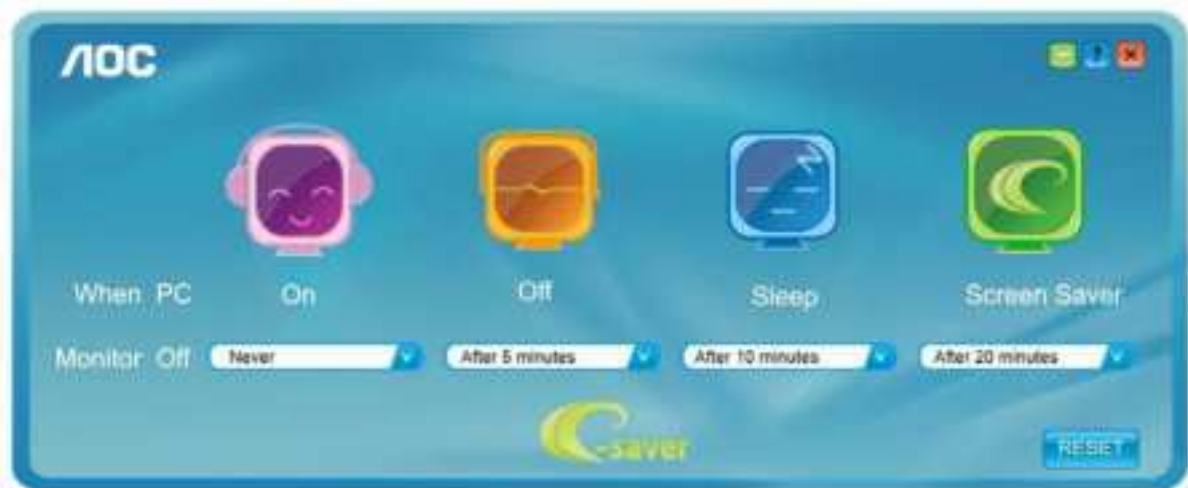 AOC
?
When PC On Off Sleep Screen Saver
Monitor Off Never After 5 minutes After 10 minutes After 20 minutes
e-saver
RESET